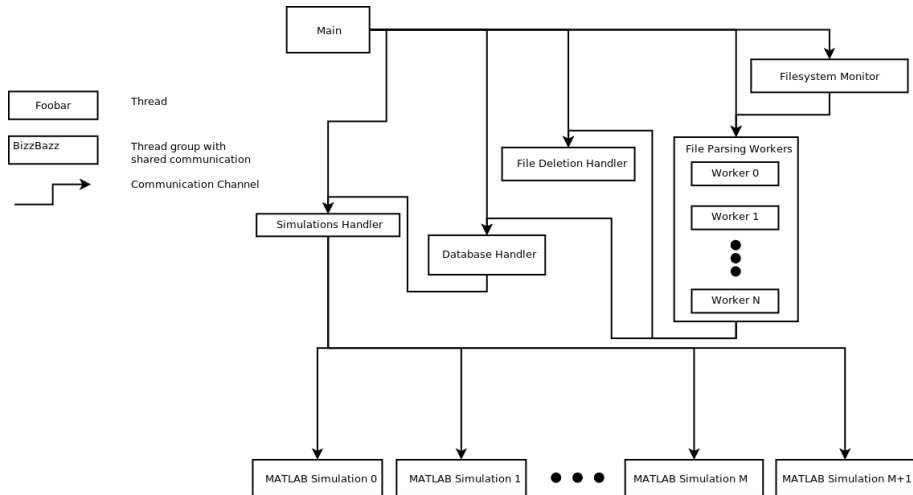 Main
Filesystem Monitor
Foobar
Thread
BizzBazz
Thread group with
shared communication
Communication Channel
File Deletion Handler
File Parsing Workers
Worker 0
Worker 1
Worker N
Simulations Handler
Database Handler
MATLAB Simulation 0
MATLAB Simulation 1
MATLAB Simulation M
MATLAB Simulation M+1